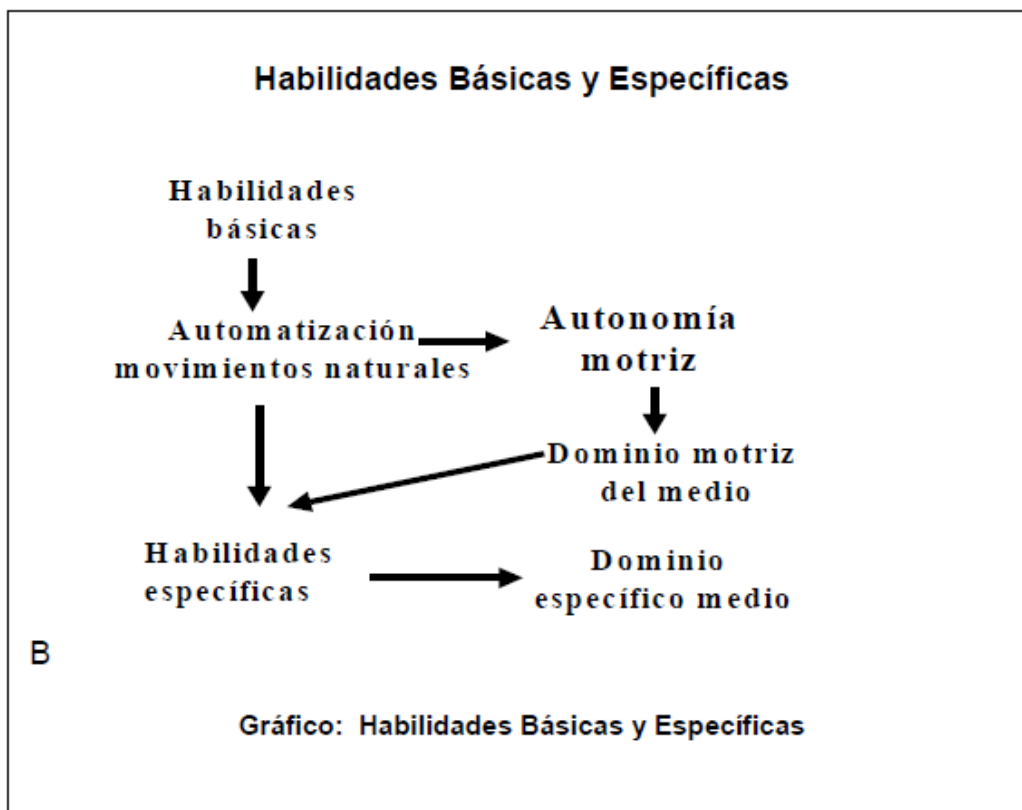 Habilidades Básicas y Específicas
Habilidades
básicas
Automatización
movimientos naturales
Autonomía
motriz
Dominio motriz
del medio
Habilidades
específicas
Dominio
específico medio
B
Gráfico: Habilidades Básicas y Específicas